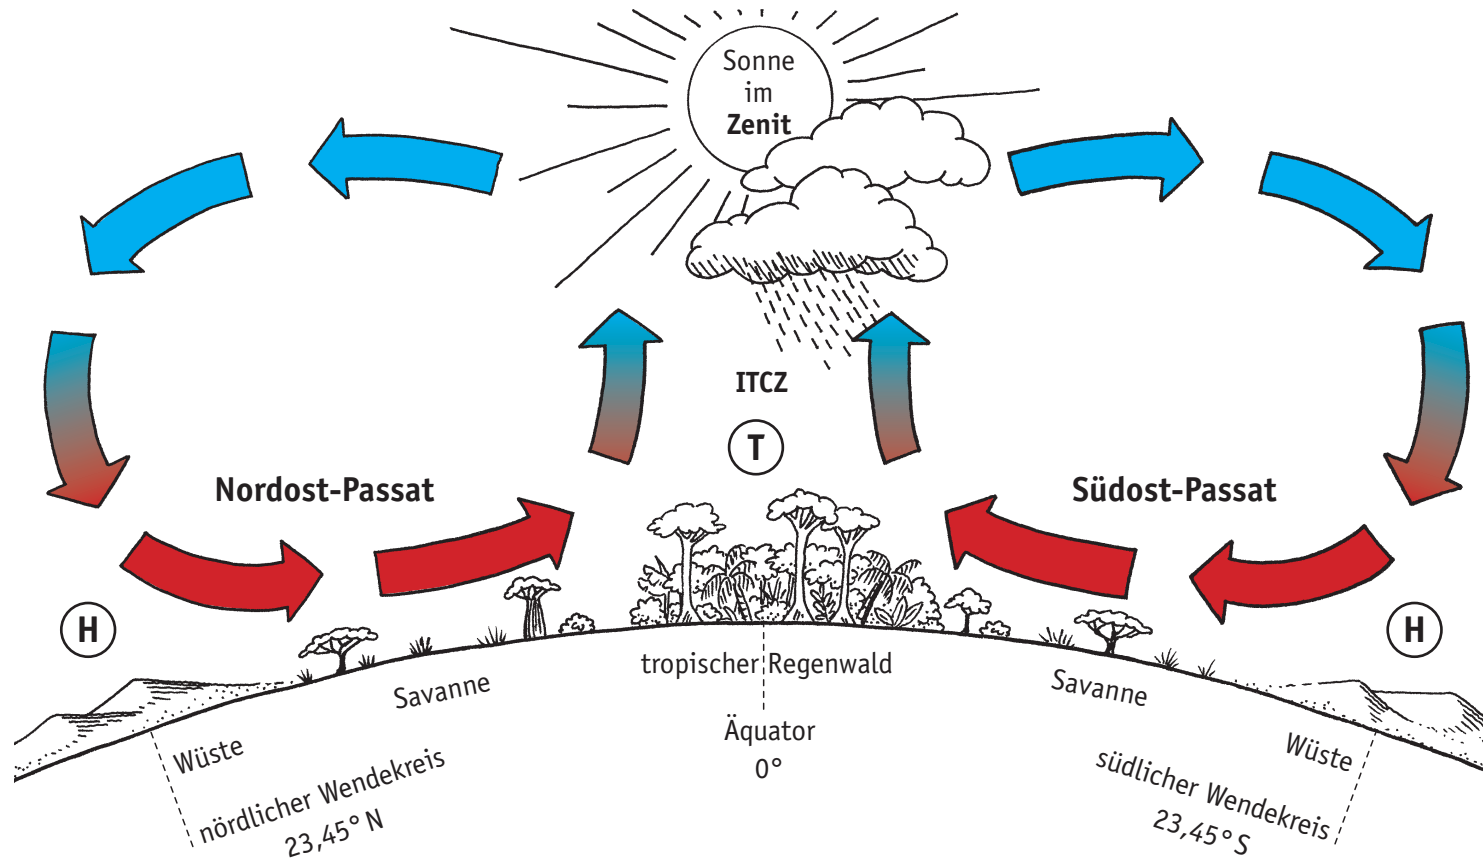 Sonne
im
Zenit
ITCZ
T
Nordost-Passat
Südost-Passat
H
H
tropischer Regenwald
Savanne
Savanne
Äquator
0°
Wüste
Wüste
nördlicher Wendekreis
23,45° N
südlicher Wendekreis
23,45° S